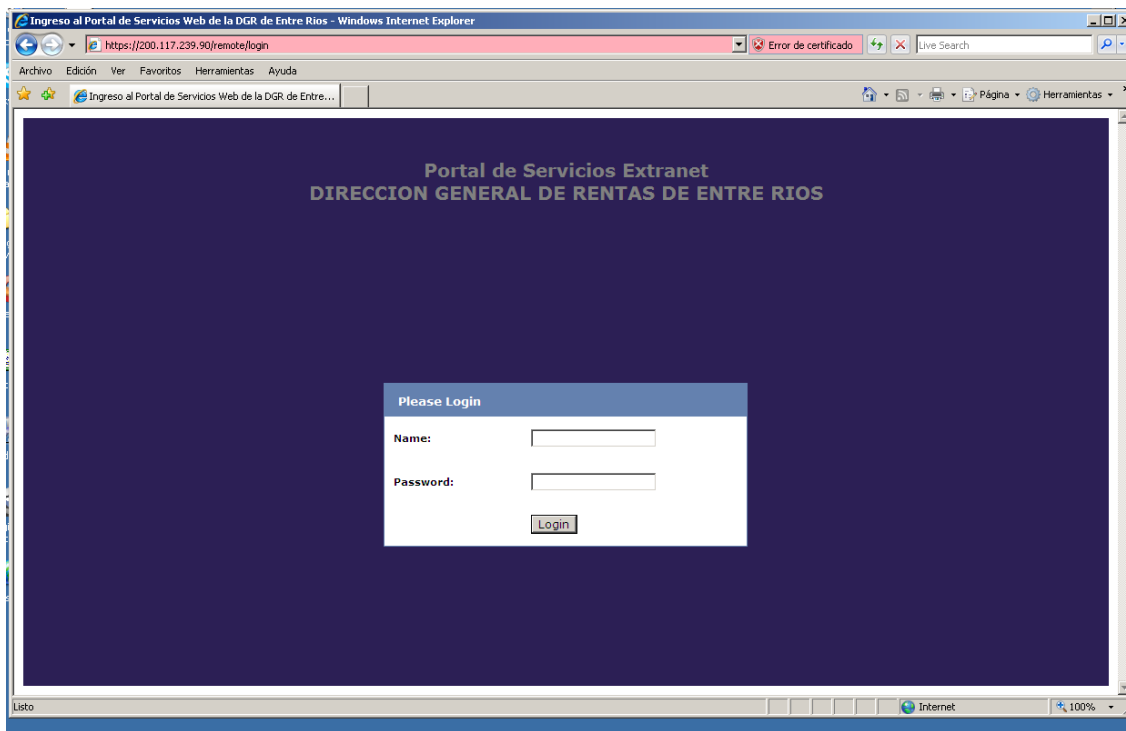 Ingreso al Portal de Servicios Web de la DGR de Entre Rios - Windows Internet Explorer
https://200.117.239.90/remote/login
Error de certificado
Live Search
Archivo Edición Ver Favoritos Herramientas Ayuda
Ingreso al Portal de Servicios Web de la DGR de Entre...
Página
Herramientas
Portal de Servicios Extranet
DIRECCION GENERAL DE RENTAS DE ENTRE RIOS
Please Login
Name:
Password:
Login
Listo
Internet
100%